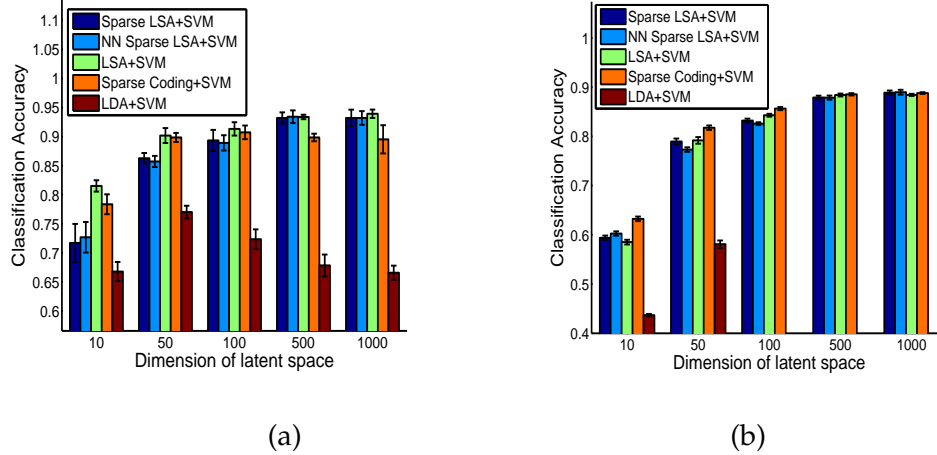 Classification Accuracy
1.1
1.05
1
0.95
0.9
0.85
0.8
0.75
0.7
0.65
0.6
Sparse LSA+SVM
NN Sparse LSA+SVM
LSA+SVM
Sparse Coding+SVM
LDA+SVM
10 50 100 500 1000
Dimension of latent space
(a)
Classification Accuracy
1
0.9
0.8
0.7
0.6
0.5
0.4
Sparse LSA+SVM
NN Sparse LSA+SVM
LSA+SVM
Sparse Coding+SVM
LDA+SVM
10 50 100 500 1000
Dimension of latent space
(b)